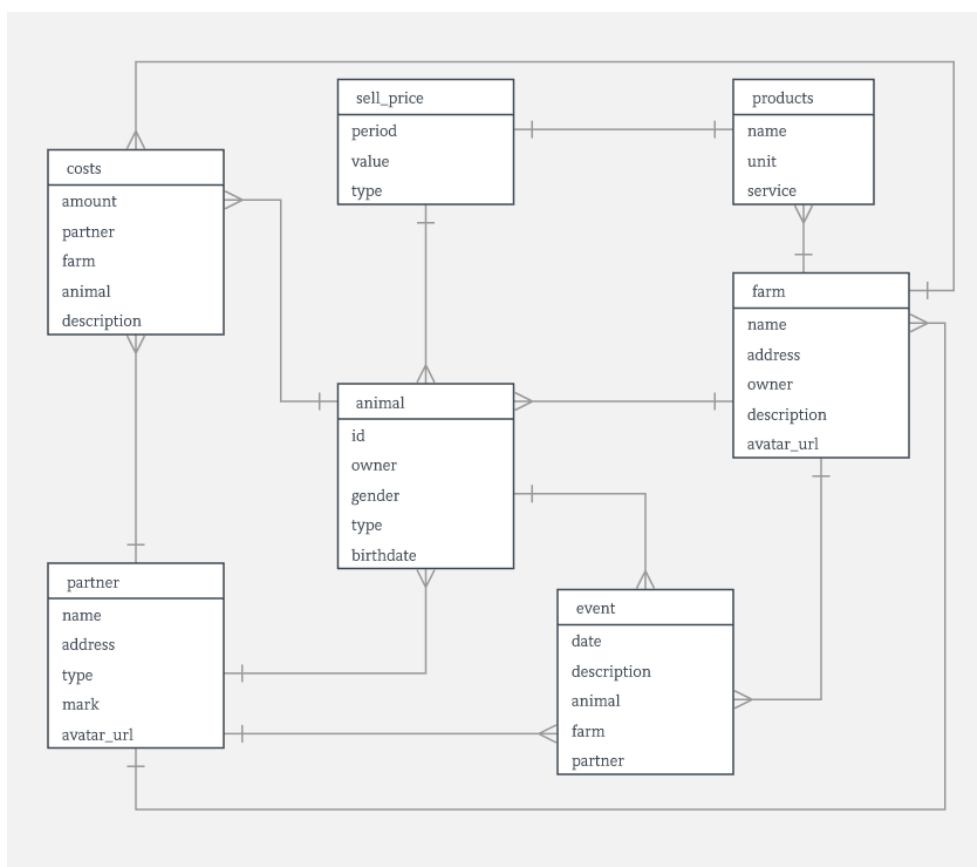 sell_price
period
value
type
products
name
unit
service
costs
amount
partner
farm
animal
description
farm
name
address
owner
description
avatar_url
animal
id
owner
gender
type
birthdate
partner
name
address
type
mark
avatar_url
event
date
description
animal
farm
partner